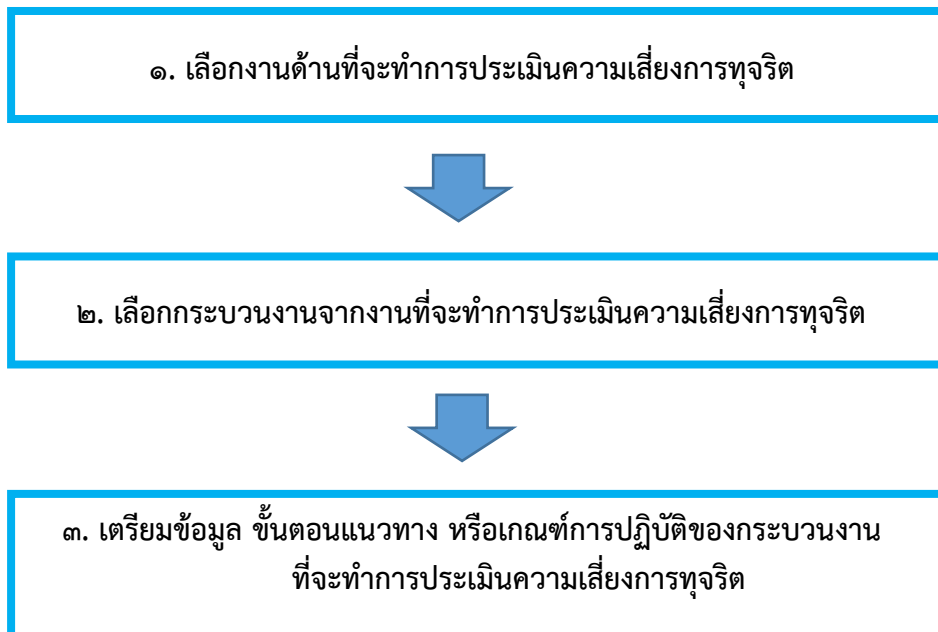 ๑. เลือกงานด้านที่จะทำการประเมินความเสี่ยงการทุจริต
๒. เลือกกระบวนงานจากงานที่จะทำการประเมินความเสี่ยงการทุจริต
๓. เตรียมข้อมูล ขั้นตอนแนวทาง หรือเกณฑ์การปฏิบัติของกระบวนงาน
ที่จะทำการประเมินความเสี่ยงการทุจริต